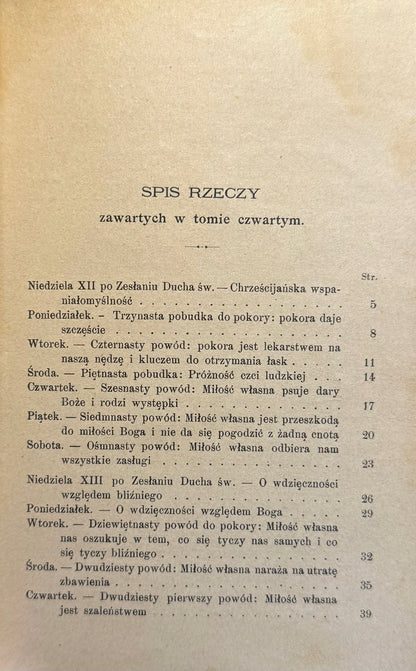 SPIS RZECZY
zawartych w tomie czwartym.
Str.
Niedziela XII po Zesłaniu Ducha św. — Chrześcijańska wspa-
niałomyślność . . . . . . . . . . . . . . . . 5
Poniedziałek. - Trzynasta pobudka do pokory: pokora daje
szczęście . . . . . . . . . . . . . . . . . . 8
Wtorek. — Czternasty powód: pokora jest lekarstwem na
naszą nędzę i kluczem do otrzymania łask . . . . . 11
Środa. — Piętnasta pobudka: Próżność czci ludzkiej . . . 14
Czwartek. — Szesnasty powód: Miłość własna psuje dary
Boże i rodzi występki . . . . . . . . . . . . . 17
Piątek. — Siedmnasty powód: Miłość własna jest przeszkodą
do miłości Boga i nie da się pogodzić z żadną cnotą 20
Sobota. — Ośmnasty powód: Miłość własna odbiera nam
wszystkie zasługi . . . . . . . . . . . . . . . 23
Niedziela XIII po Zesłaniu Ducha św. — O wdzięczności
względem bliźniego . . . . . . . . . . . . . . 26
Poniedziałek. — O wdzięczności względem Boga . . . . . 29
Wtorek. — Dziewiętnasty powód do pokory: Miłość własna
nas oszukuje w tem, co się tyczy nas samych i co
się tyczy bliźniego . . . . . . . . . . . . . . 32
Środa. — Dwudziesty powód: Miłość własna naraża na utratę
zbawienia . . . . . . . . . . . . . . . . . . 35
Czwartek. — Dwudziesty pierwszy powód: Miłość własna
jest szaleństwem . . . . . . . . . . . . . . . 39